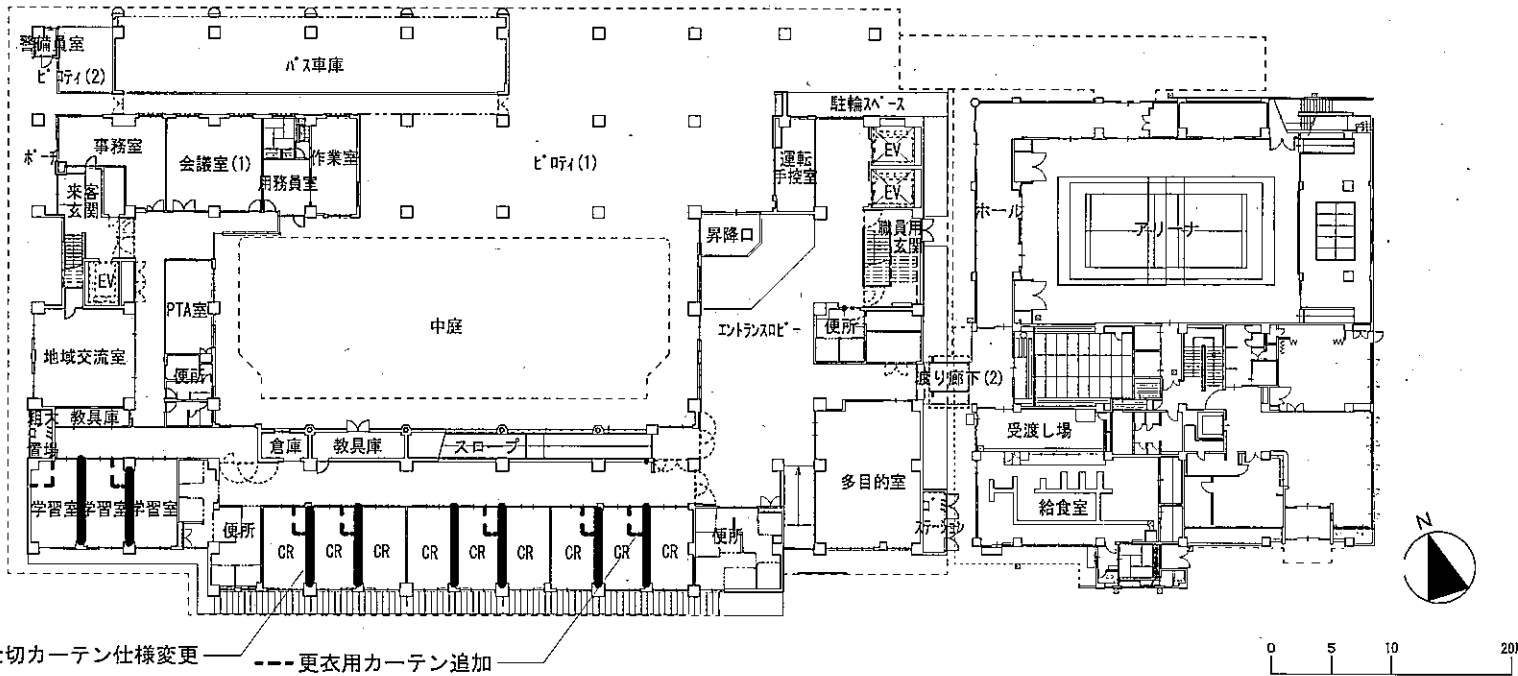 警備員室
ピロティ(2)
バス車庫
駐輪スペース
ポーチ
事務室
会議室(1)
作業室
用務員室
ピロティ(1)
運転
手控室
EV
EV
来客
玄関
昇降口
職員用
玄関
ホール
アリーナ
EV
PTA室
中庭
エントランスロビー
便所
地域交流室
便所
渡り廊下(2)
粗大
置場
教具庫
倉庫
教具庫
スロープ
受渡し場
多目的室
学習室
学習室
学習室
給食室
ステーション
便所
CR
CR
CR
CR
CR
CR
CR
CR
CR
便所
N
切カーテン仕様変更
更衣用カーテン追加
0
5
10
20